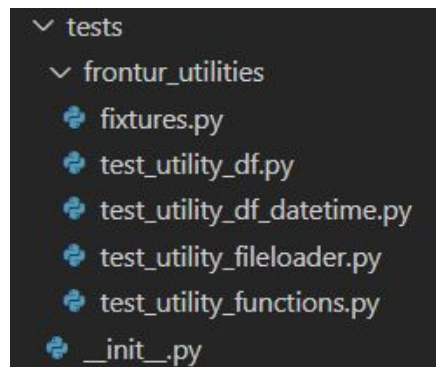 tests
frontur_utilities
fixtures.py
test_utility_df.py
test_utility_df_datetime.py
test_utility_fileloader.py
test_utility_functions.py
__init__.py